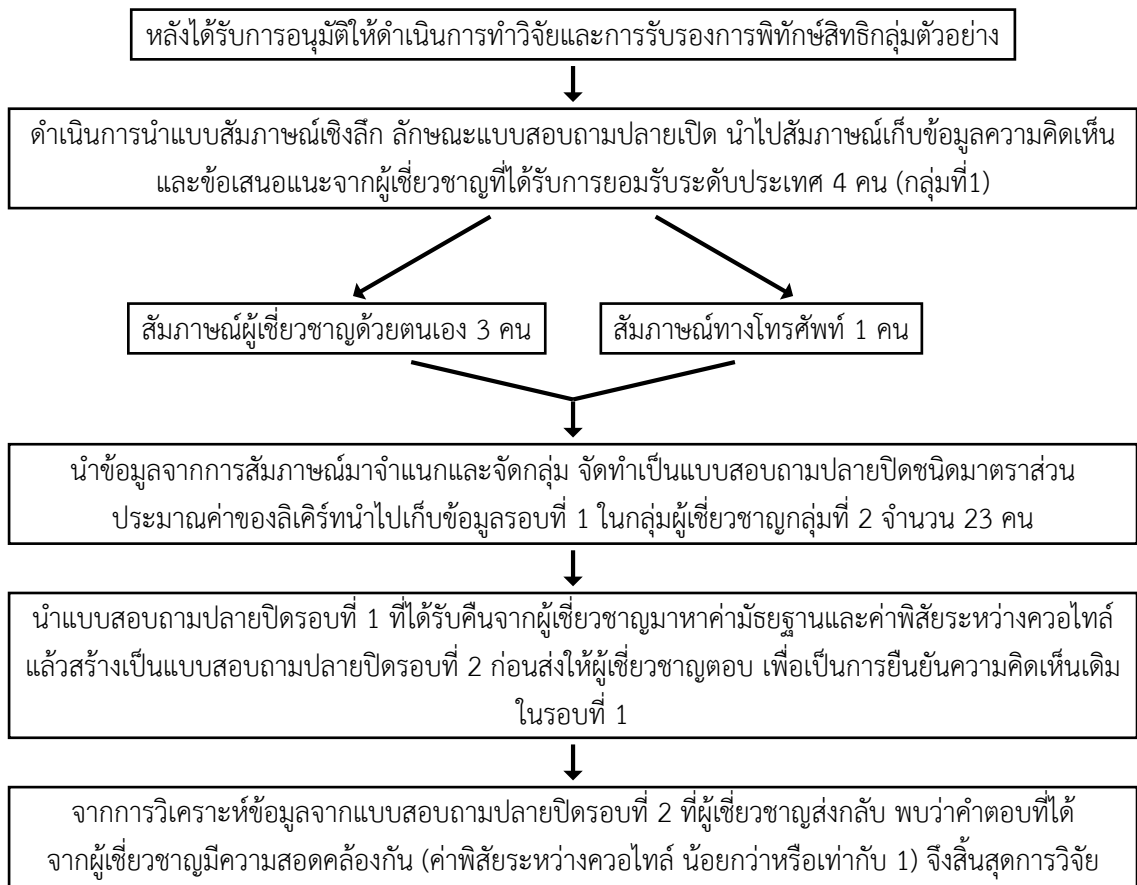 หลังได้รับการอนุมัติให้ดำเนินการทำวิจัยและการรับรองการพิทักษ์สิทธิกลุ่มตัวอย่าง
ดำเนินการนำแบบสัมภาษณ์เชิงลึก ลักษณะแบบสอบถามปลายเปิด นำไปสัมภาษณ์เก็บข้อมูลความคิดเห็น
และข้อเสนอแนะจากผู้เชี่ยวชาญที่ได้รับการยอมรับระดับประเทศ 4 คน (กลุ่มที่1)
สัมภาษณ์ผู้เชี่ยวชาญด้วยตนเอง 3 คน
สัมภาษณ์ทางโทรศัพท์ 1 คน
นำข้อมูลจากการสัมภาษณ์มาจำแนกและจัดกลุ่ม จัดทำเป็นแบบสอบถามปลายปิดชนิดมาตราส่วน
ประมาณค่าของลิเคิร์ทนำไปเก็บข้อมูลรอบที่ 1 ในกลุ่มผู้เชี่ยวชาญกลุ่มที่ 2 จำนวน 23 คน
นำแบบสอบถามปลายปิดรอบที่ 1 ที่ได้รับคืนจากผู้เชี่ยวชาญมาหาค่ามัธยฐานและค่าพิสัยระหว่างควอไทล์
แล้วสร้างเป็นแบบสอบถามปลายปิดรอบที่ 2 ก่อนส่งให้ผู้เชี่ยวชาญตอบ เพื่อเป็นการยืนยันความคิดเห็นเดิม
ในรอบที่ 1
จากการวิเคราะห์ข้อมูลจากแบบสอบถามปลายปิดรอบที่ 2 ที่ผู้เชี่ยวชาญส่งกลับ พบว่าคำตอบที่ได้
จากผู้เชี่ยวชาญมีความสอดคล้องกัน (ค่าพิสัยระหว่างควอไทล์ น้อยกว่าหรือเท่ากับ 1) จึงสิ้นสุดการวิจัย